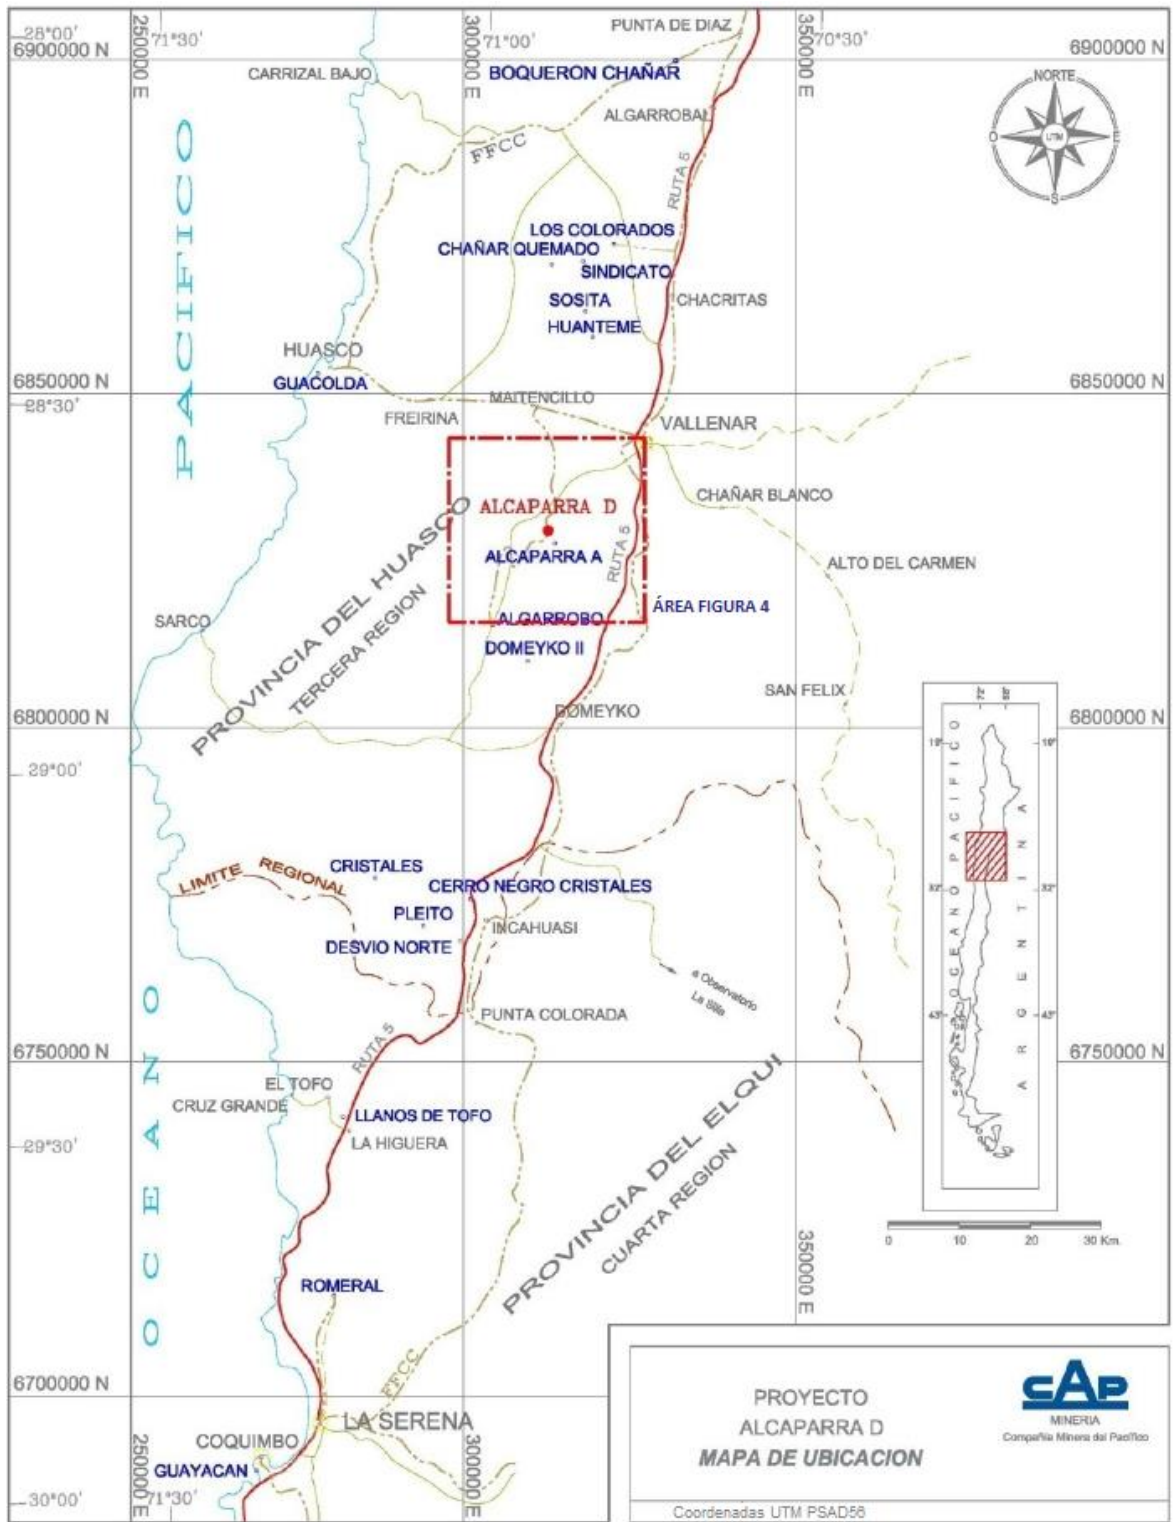 28°00'
6900000 N
250000 E
71°30'
300000 E
71°00'
350000 E
70°30'
6900000 N
PUNTA DE DIAZ
CARRIZAL BAJO
BOQUERON CHAÑAR
NORTE
O
UTM
E
S
ALGARROBAL
FFCC
RUTA 5
PACIFICO
LOS COLORADOS
CHAÑAR QUEMADO
SINDICATO
SOSITA
CHACRITAS
HUANTEME
HUASCO
GUACOLDA
6850000 N
6850000 N
28°30'
MAITENCILLO
FREIRINA
VALLENAR
CHAÑAR BLANCO
ALCAPARRA D
ALCAPARRA A
RUTA 5
ALTO DEL CARMEN
ÁREA FIGURA 4
ALGARROBO
SARCO
PROVINCIA DEL HUASCO
TERCERA REGION
DOMEYKO II
SAN FELIX
DOMEYKO
6800000 N
29°00'
72°
68°
OCEANO PACIFICO
ARGENTINA
32°
43°
LIMITE REGIONAL
CRISTALES
CERRO NEGRO CRISTALES
PLEITO
INCAHUASI
DESVIO NORTE
a Observatorio
La Silla
PUNTA COLORADA
OCEANO
RUTA 5
6750000 N
6750000 N
EL TOFO
CRUZ GRANDE
LLANOS DE TOFO
LA HIGUERA
29°30'
PROVINCIA DEL ELQUI
CUARTA REGION
0 10 20 30 Km.
350000 E
ROMERAL
FFCC
6700000 N
LA SERENA
COQUIMBO
GUAYACAN
250000 E
71°30'
300000 E
30°00'
PROYECTO
ALCAPARRA D
MAPA DE UBICACION
CAP
MINERIA
Compañía Minera del Pacífico
Coordenadas UTM PSAD56
6800000 N